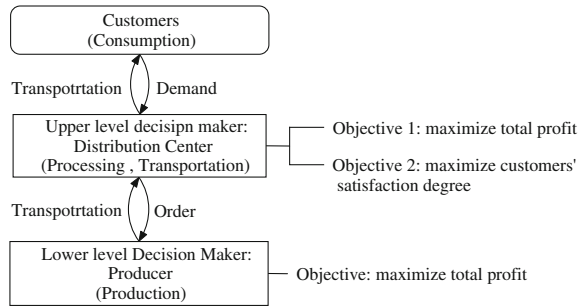 Customers
(Consumption)
Transpotrtation
Demand
Upper level decisipn maker:
Distribution Center
(Processing , Transportation)
Objective 1: maximize total profit
Objective 2: maximize customers'
satisfaction degree
Transpotrtation
Order
Lower level Decision Maker:
Producer
(Production)
Objective: maximize total profit